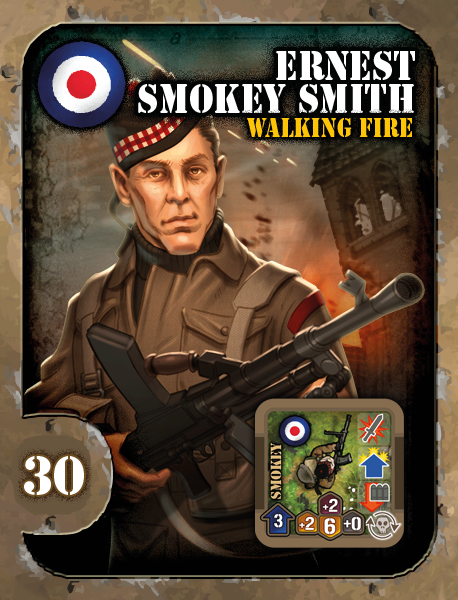 ERNEST
SMOKEY SMITH
WALKING FIRE
30
SMOKEY
+2
3
+2
6
+0